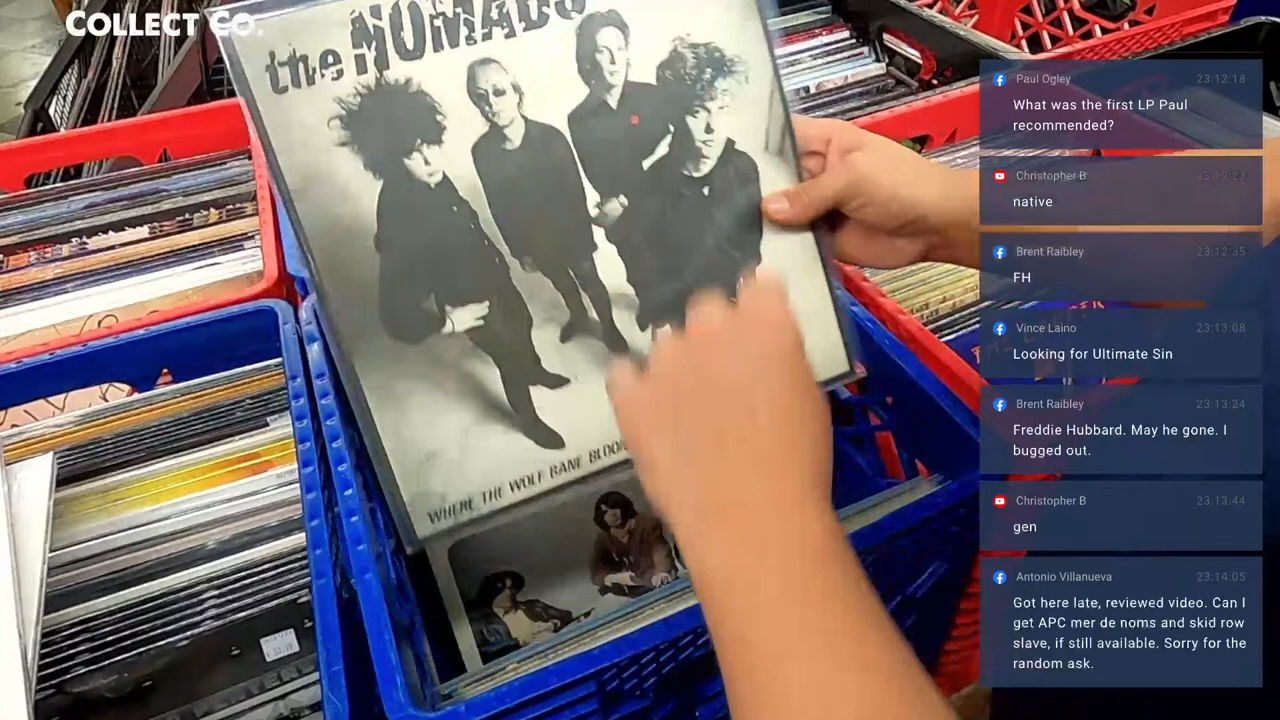 COLLECT CO.
the NOMADS
WHERE THE WOLF BANE BLOOM
Paul Ogley 23:12:18
What was the first LP Paul
recommended?
Christopher B 23:12:21
native
Brent Raibley 23:12:35
FH
Vince Laino 23:13:08
Looking for Ultimate Sin
Brent Raibley 23:13:24
Freddie Hubbard. May he gone. I
bugged out.
Christopher B 23:13:44
gen
Antonio Villanueva 23:14:05
Got here late, reviewed video. Can I
get APC mer de noms and skid row
slave, if still available. Sorry for the
random ask.